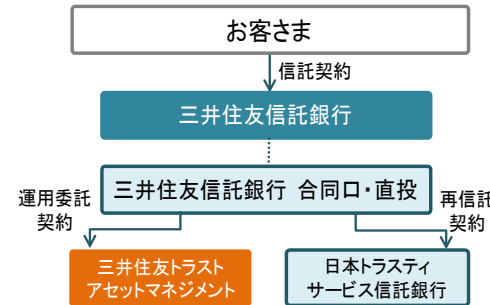 お客さま
信託契約
三井住友信託銀行
三井住友信託銀行 合同口・直投
運用委託
契約
再信託
契約
三井住友トラスト
アセットマネジメント
日本トラスティ
サービス信託銀行